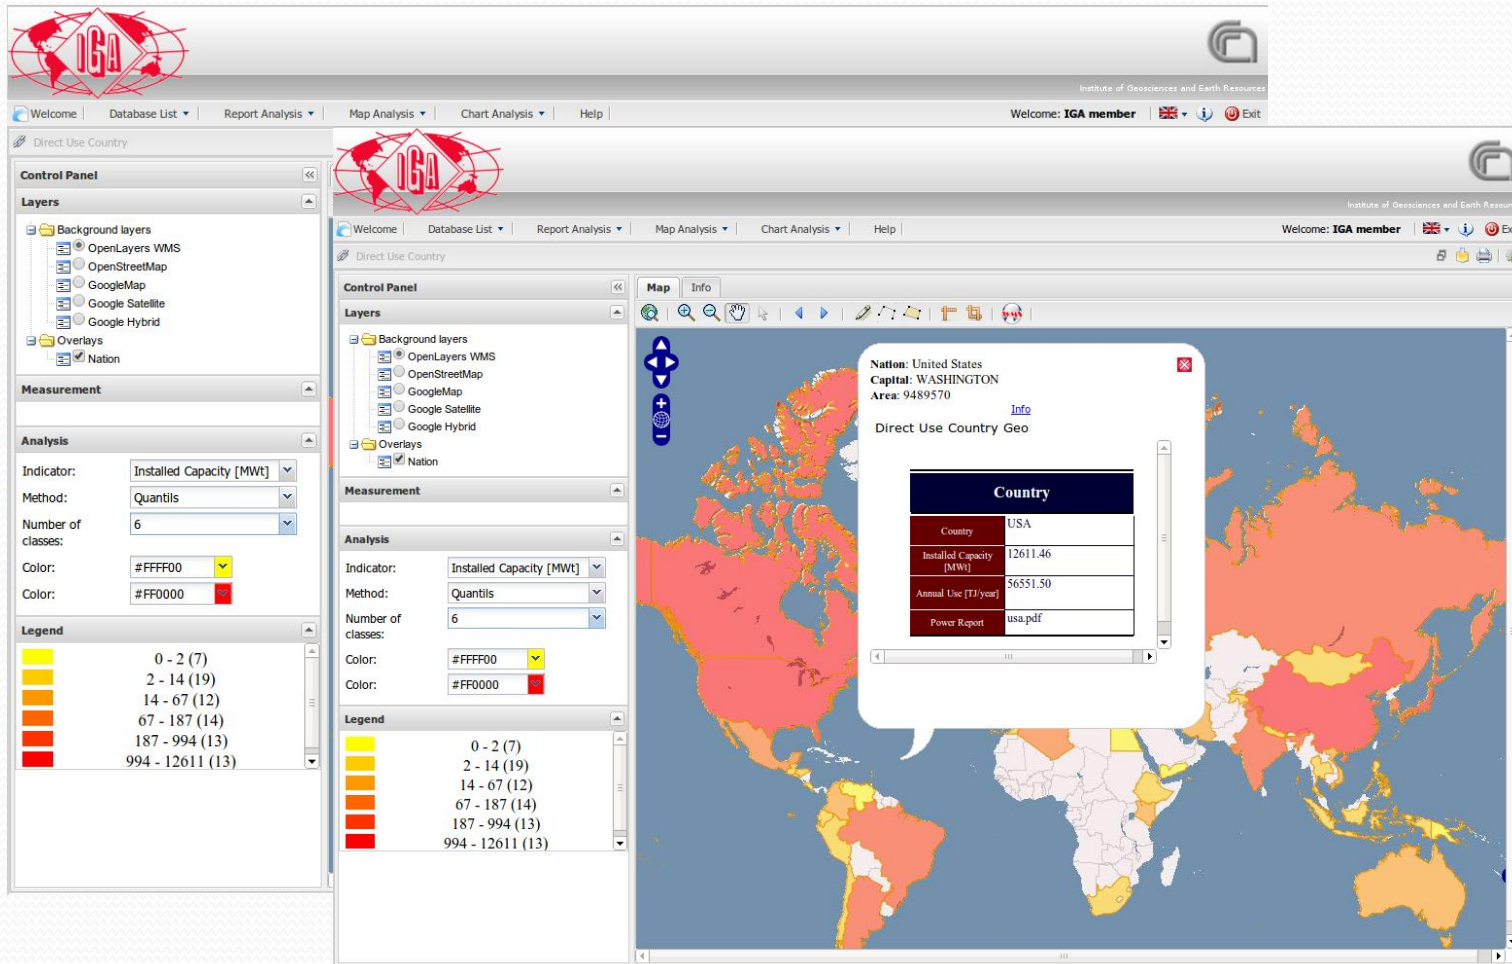 IGA
Institute of Geosciences and Earth Resources
Welcome Database List Report Analysis Map Analysis Chart Analysis Help Welcome: IGA member Exit
Direct Use Country
Control Panel
Layers
Background layers
OpenLayers WMS
OpenStreetMap
GoogleMap
Google Satellite
Google Hybrid
Overlays
Nation
Measurement
Analysis
Indicator: Installed Capacity [MWt]
Method: Quantils
Number of classes: 6
Color: #FFFF00
Color: #FF0000
Legend
0 - 2 (7)
2 - 14 (19)
14 - 67 (12)
67 - 187 (14)
187 - 994 (13)
994 - 12611 (13)
IGA
Institute of Geosciences and Earth Resour
Welcome Database List Report Analysis Map Analysis Chart Analysis Help Welcome: IGA member Ex
Direct Use Country
Control Panel
Layers
Background layers
OpenLayers WMS
OpenStreetMap
GoogleMap
Google Satellite
Google Hybrid
Overlays
Nation
Measurement
Analysis
Indicator: Installed Capacity [MWt]
Method: Quantils
Number of classes: 6
Color: #FFFF00
Color: #FF0000
Legend
0 - 2 (7)
2 - 14 (19)
14 - 67 (12)
67 - 187 (14)
187 - 994 (13)
994 - 12611 (13)
Map Info
Nation: United States
Capital: WASHINGTON
Area: 9489570
Info
Direct Use Country Geo
Country
Country USA
Installed Capacity [MWt] 12611.46
Annual Use [TJ/year] 56551.50
Power Report usa.pdf